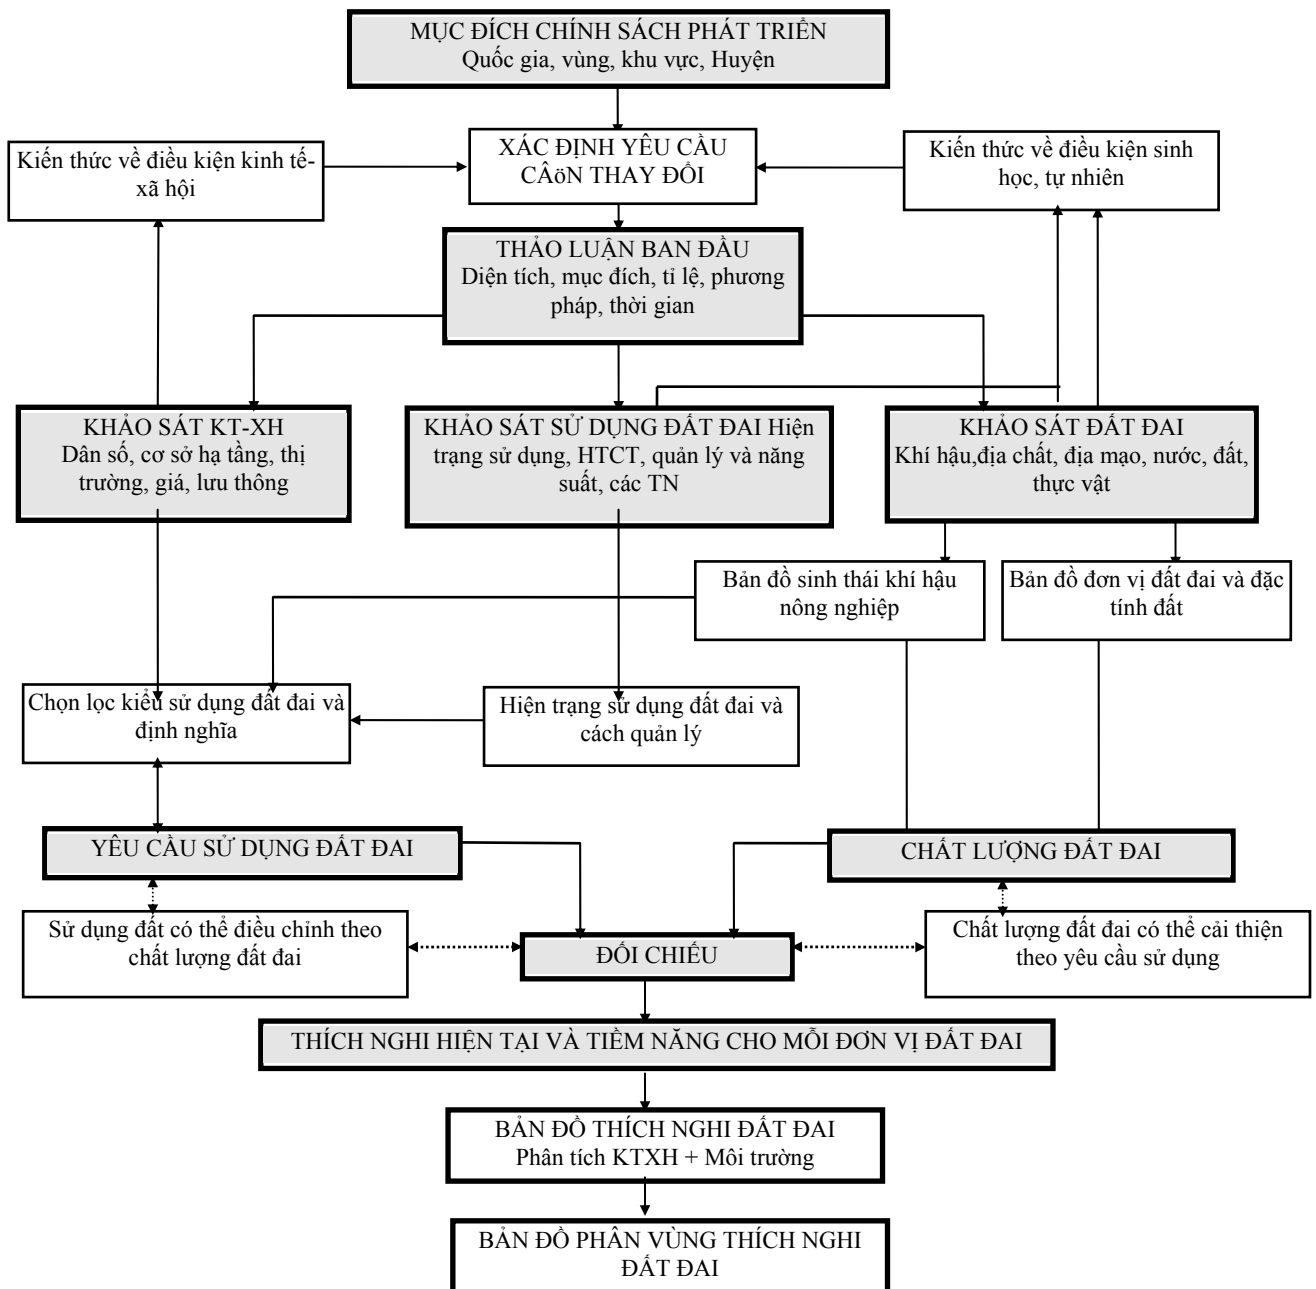 MỤC ĐÍCH CHÍNH SÁCH PHÁT TRIỂN
Quốc gia, vùng, khu vực, Huyện
Kiến thức về điều kiện kinh tế-
xã hội
XÁC ĐỊNH YÊU CẦU
CÂöN THAY ĐỔI
Kiến thức về điều kiện sinh
học, tự nhiên
THẢO LUẬN BAN ĐẦU
Diện tích, mục đích, tỉ lệ, phương
pháp, thời gian
KHẢO SÁT KT-XH
Dân số, cơ sở hạ tầng, thị
trường, giá, lưu thông
KHẢO SÁT SỬ DỤNG ĐẤT ĐAI Hiện
trạng sử dụng, HTCT, quản lý và năng
suất, các TN
KHẢO SÁT ĐẤT ĐAI
Khí hậu,địa chất, địa mạo, nước, đất,
thực vật
Bản đồ sinh thái khí hậu
nông nghiệp
Bản đồ đơn vị đất đai và đặc
tính đất
Chọn lọc kiểu sử dụng đất đai và
định nghĩa
Hiện trạng sử dụng đất đai và
cách quản lý
YÊU CẦU SỬ DỤNG ĐẤT ĐAI
CHẤT LƯỢNG ĐẤT ĐAI
Sử dụng đất có thể điều chỉnh theo
chất lượng đất đai
ĐỐI CHIẾU
Chất lượng đất đai có thể cải thiện
theo yêu cầu sử dụng
THÍCH NGHI HIỆN TẠI VÀ TIỀM NĂNG CHO MỖI ĐƠN VỊ ĐẤT ĐAI
BẢN ĐỒ THÍCH NGHI ĐẤT ĐAI
Phân tích KTXH + Môi trường
BẢN ĐỒ PHÂN VÙNG THÍCH NGHI
ĐẤT ĐAI